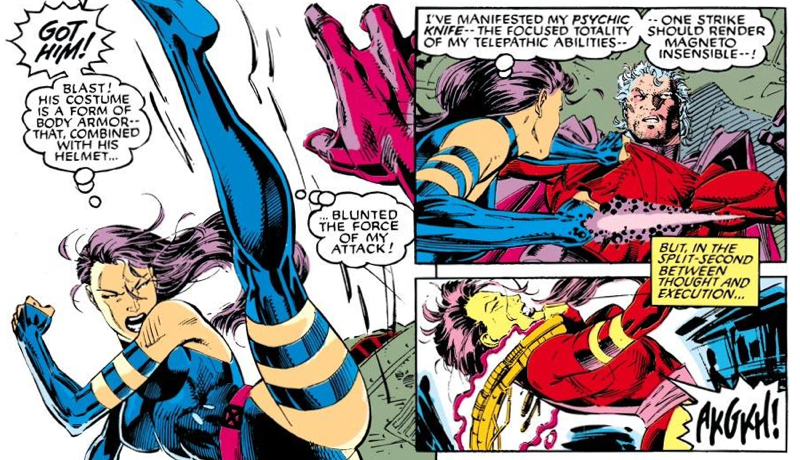 GOT
HIM!
BLAST!
HIS COSTUME
IS A FORM OF
BODY ARMOR--
THAT, COMBINED
WITH HIS
HELMET...
...BLUNTED
THE FORCE
OF MY
ATTACK!
I'VE MANIFESTED MY PSYCHIC
KNIFE-- THE FOCUSED TOTALITY
OF MY TELEPATHIC ABILITIES--
-- ONE STRIKE
SHOULD RENDER
MAGNETO
INSENSIBLE--!
BUT, IN THE
SPLIT-SECOND
BETWEEN
THOUGHT AND
EXECUTION...
AKGKH!